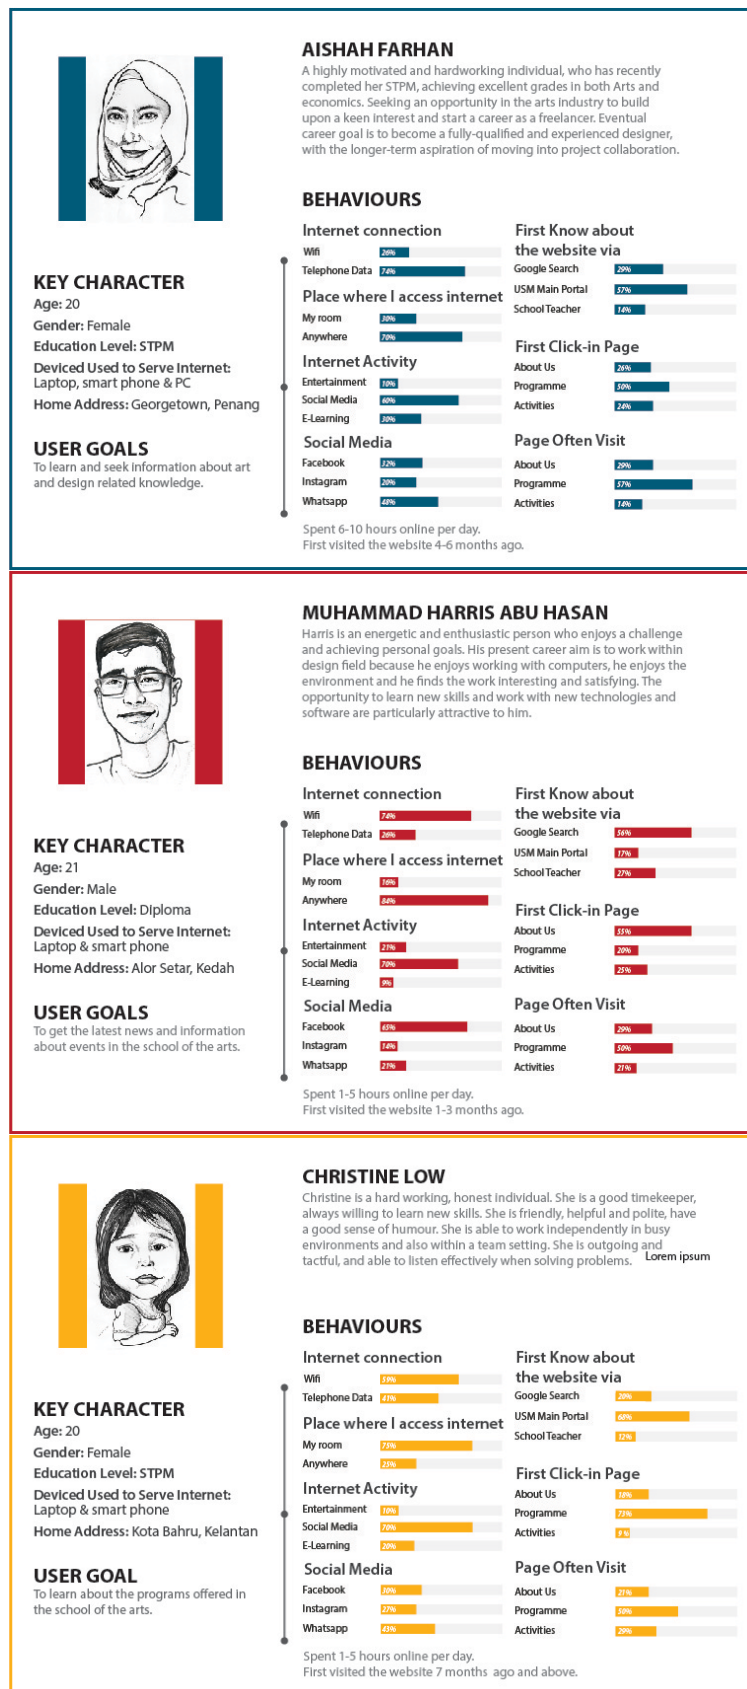 AISHAH FARHAN
A highly motivated and hardworking individual, who has recently
completed her STPM, achieving excellent grades in both Arts and
economics. Seeking an opportunity in the arts industry to build
upon a keen interest and start a career as a freelancer. Eventual
career goal is to become a fully-qualified and experienced designer,
with the longer-term aspiration of moving into project collaboration.
KEY CHARACTER
Age: 20
Gender: Female
Education Level: STPM
Deviced Used to Serve Internet:
Laptop, smart phone & PC
Home Address: Georgetown, Penang
USER GOALS
To learn and seek information about art
and design related knowledge.
BEHAVIOURS
Internet connection
Wifi 26%
Telephone Data 74%
Place where I access internet
My room 30%
Anywhere 70%
Internet Activity
Entertainment 10%
Social Media 60%
E-Learning 30%
Social Media
Facebook 32%
Instagram 20%
Whatsapp 48%
First Know about
the website via
Google Search 29%
USM Main Portal 57%
School Teacher 14%
First Click-in Page
About Us 26%
Programme 50%
Activities 24%
Page Often Visit
About Us 29%
Programme 57%
Activities 14%
Spent 6-10 hours online per day.
First visited the website 4-6 months ago.
MUHAMMAD HARRIS ABU HASAN
Harris is an energetic and enthusiastic person who enjoys a challenge
and achieving personal goals. His present career aim is to work within
design field because he enjoys working with computers, he enjoys the
environment and he finds the work interesting and satisfying. The
opportunity to learn new skills and work with new technologies and
software are particularly attractive to him.
KEY CHARACTER
Age: 21
Gender: Male
Education Level: Diploma
Deviced Used to Serve Internet:
Laptop & smart phone
Home Address: Alor Setar, Kedah
USER GOALS
To get the latest news and information
about events in the school of the arts.
BEHAVIOURS
Internet connection
Wifi 74%
Telephone Data 26%
Place where I access internet
My room 16%
Anywhere 84%
Internet Activity
Entertainment 21%
Social Media 70%
E-Learning 9%
Social Media
Facebook 65%
Instagram 14%
Whatsapp 21%
First Know about
the website via
Google Search 56%
USM Main Portal 17%
School Teacher 27%
First Click-in Page
About Us 55%
Programme 20%
Activities 25%
Page Often Visit
About Us 29%
Programme 50%
Activities 21%
Spent 1-5 hours online per day.
First visited the website 1-3 months ago.
CHRISTINE LOW
Christine is a hard working, honest individual. She is a good timekeeper,
always willing to learn new skills. She is friendly, helpful and polite, have
a good sense of humour. She is able to work independently in busy
environments and also within a team setting. She is outgoing and
tactful, and able to listen effectively when solving problems.
Lorem ipsum
KEY CHARACTER
Age: 20
Gender: Female
Education Level: STPM
Deviced Used to Serve Internet:
Laptop & smart phone
Home Address: Kota Bahru, Kelantan
USER GOAL
To learn about the programs offered in
the school of the arts.
BEHAVIOURS
Internet connection
Wifi 59%
Telephone Data 41%
Place where I access internet
My room 75%
Anywhere 25%
Internet Activity
Entertainment 10%
Social Media 70%
E-Learning 20%
Social Media
Facebook 30%
Instagram 27%
Whatsapp 43%
First Know about
the website via
Google Search 20%
USM Main Portal 68%
School Teacher 12%
First Click-in Page
About Us 18%
Programme 73%
Activities 9 %
Page Often Visit
About Us 21%
Programme 50%
Activities 29%
Spent 1-5 hours online per day.
First visited the website 7 months ago and above.